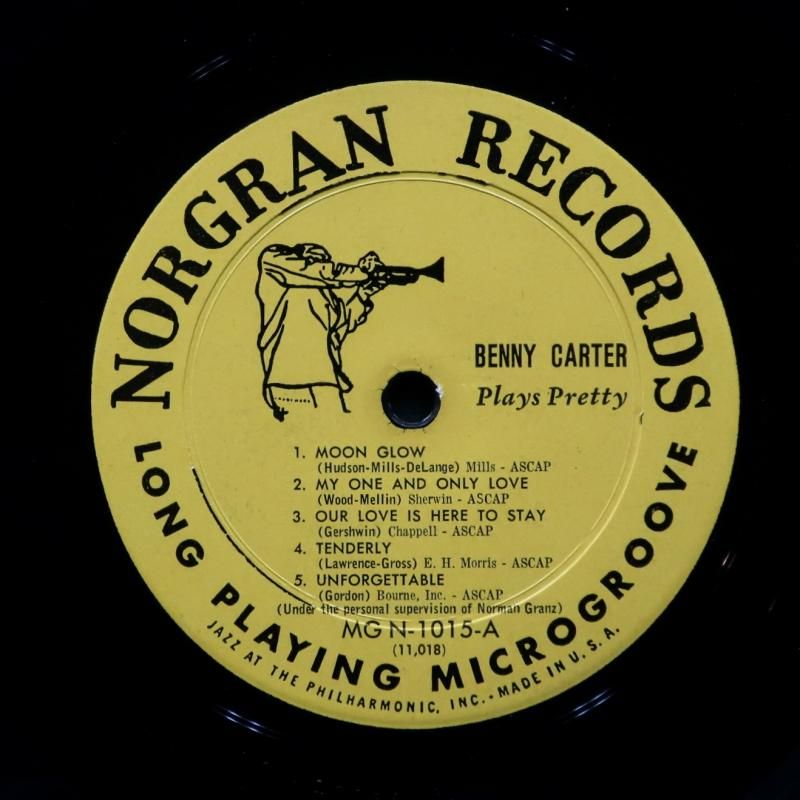 NORGRAN RECORDS
BENNY CARTER
Plays Pretty
1. MOON GLOW
(Hudson-Mills-DeLange) Mills - ASCAP
2. MY ONE AND ONLY LOVE
(Wood-Mellin) Sherwin - ASCAP
3. OUR LOVE IS HERE TO STAY
(Gershwin) Chappell - ASCAP
4. TENDERLY
(Lawrence-Gross) E. H. Morris - ASCAP
5. UNFORGETTABLE
(Gordon) Bourne, Inc. - ASCAP
(Under the personal supervision of Norman Granz)
MG N-1015-A
(11,018)
LONG PLAYING MICROGROOVE
JAZZ AT THE PHILHARMONIC, INC. - MADE IN U. S. A.